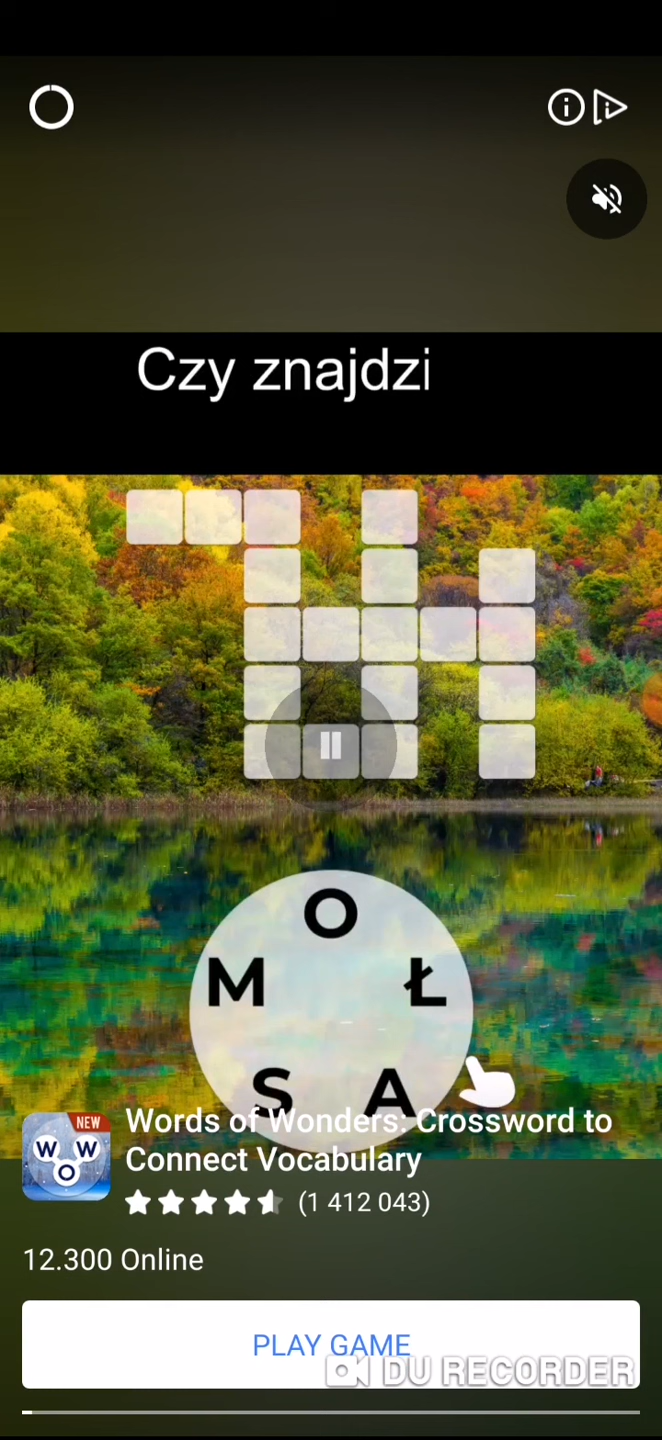 Czy znajdzi
O
M
Ł
S
A
NEW
W W
O
Words of Wonders: Crossword to
Connect Vocabulary
(1 412 043)
12.300 Online
PLAY GAME
DU RECORDER